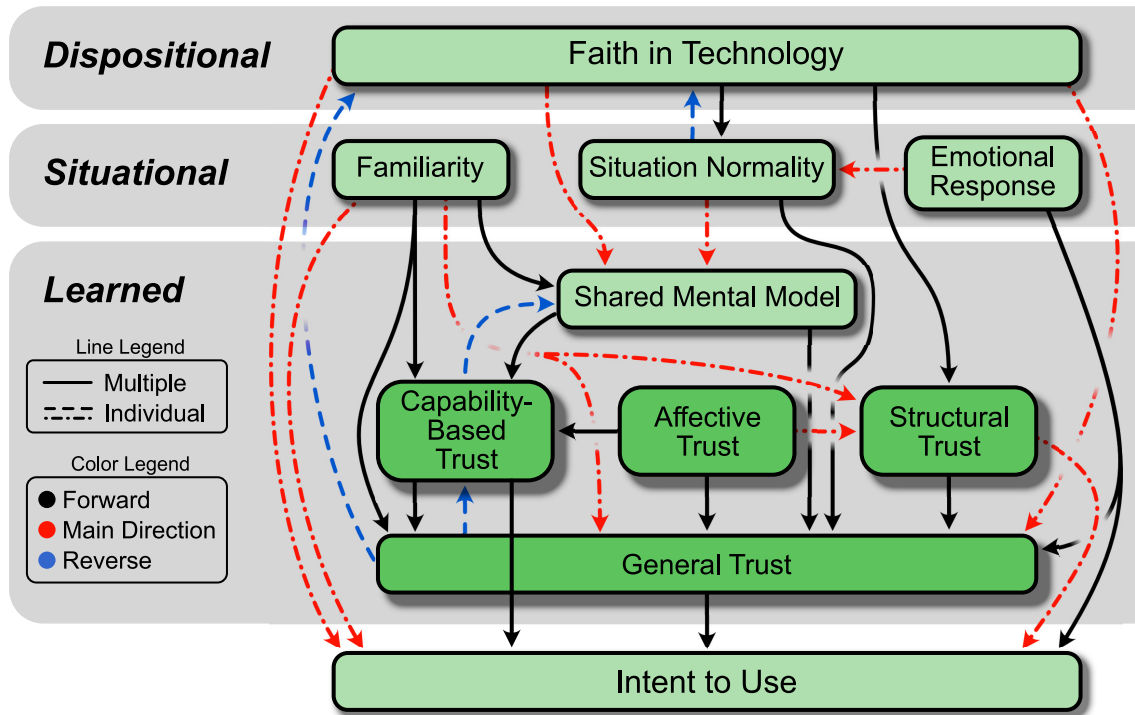 Dispositional
Faith in Technology
Situational
Familiarity
Situation Normality
Emotional
Response
Learned
Shared Mental Model
Line Legend
Multiple
Individual
Capability-
Based
Trust
Affective
Trust
Structural
Trust
Color Legend
Forward
Main Direction
Reverse
General Trust
Intent to Use